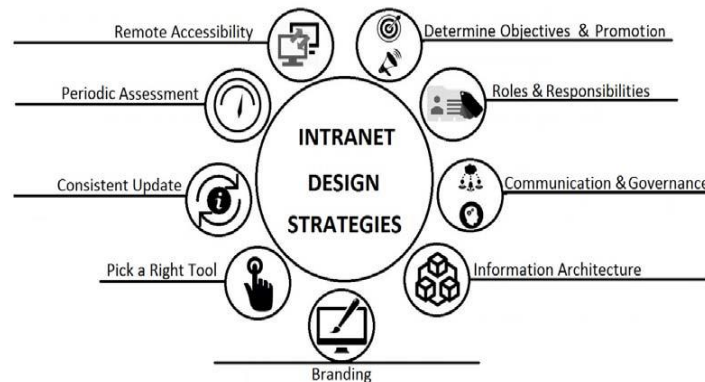 Remote Accessibility
Determine Objectives & Promotion
Periodic Assessment
Roles & Responsibilities
INTRANET
DESIGN
STRATEGIES
Consistent Update
Communication & Governance
Pick a Right Tool
Information Architecture
Branding